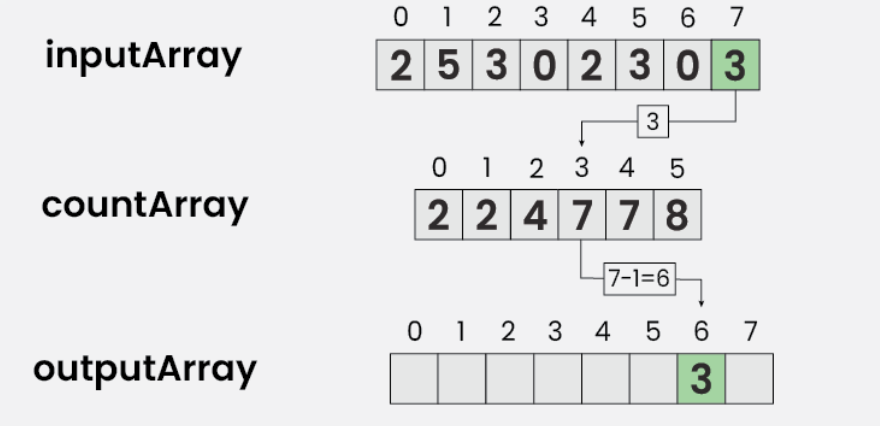 0 1 2 3 4 5 6 7
inputArray 2 5 3 0 2 3 0 3
3
0 1 2 3 4 5
countArray 2 2 4 7 7 8
7-1=6
0 1 2 3 4 5 6 7
outputArray 3